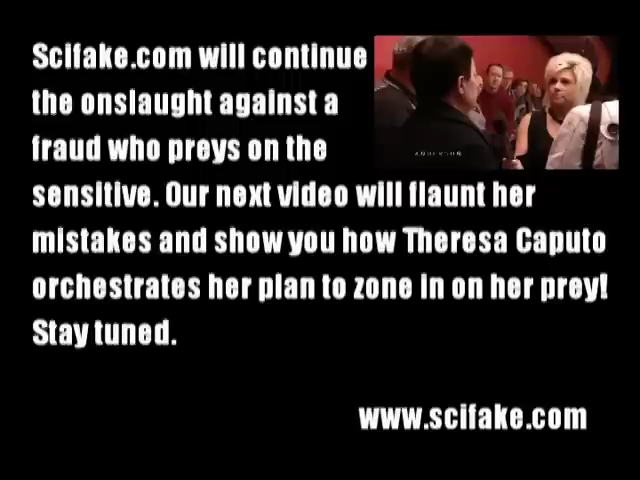 Scifake.com will continue
the onslaught against a
fraud who preys on the
sensitive. Our next video will flaunt her
mistakes and show you how Theresa Caputo
orchestrates her plan to zone in on her prey!
Stay tuned.
ANDERSON
www.scifake.com